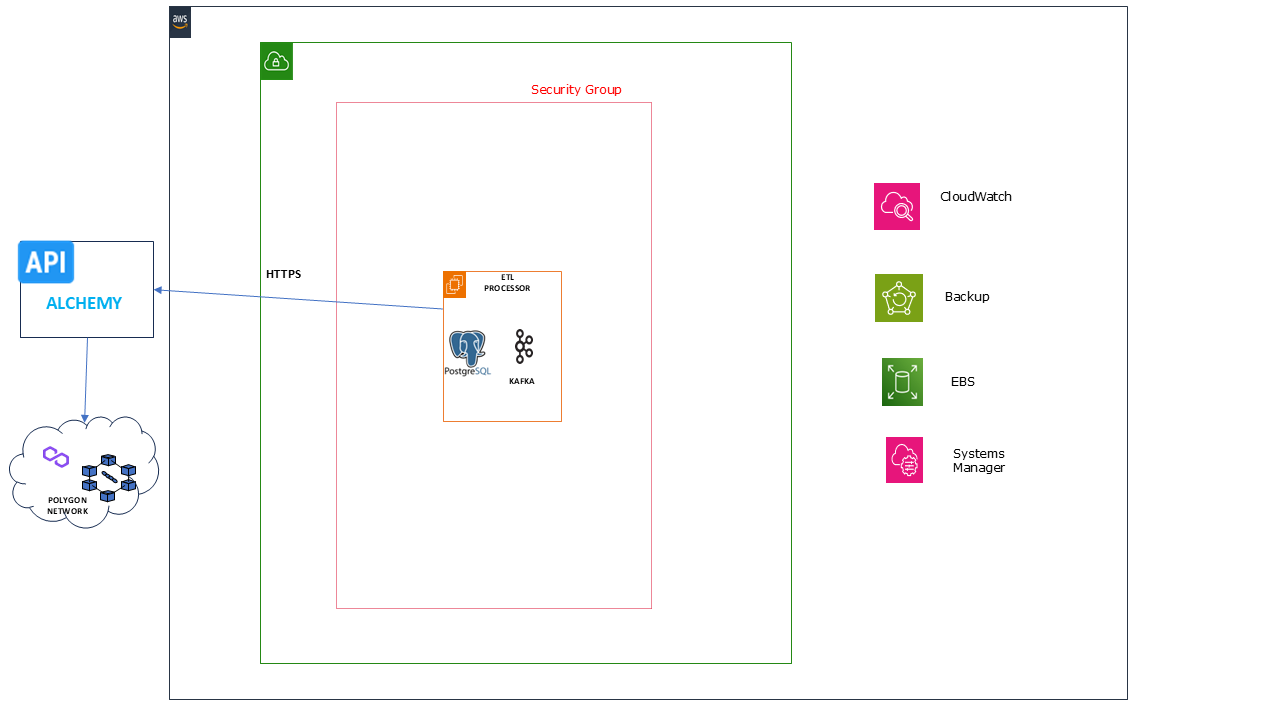 aws
Security Group
CloudWatch
API
ALCHEMY
HTTPS
ETL
PROCESSOR
Backup
PostgreSQL
KAFKA
EBS
Systems
Manager
POLYGON
NETWORK